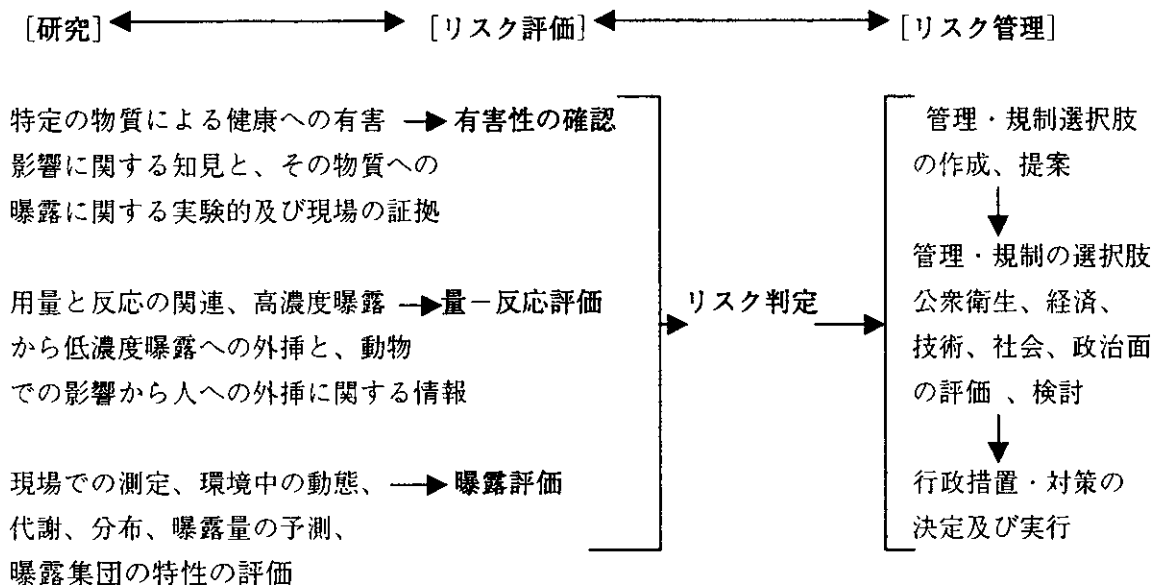 [研究] [リスク評価] [リスク管理]
特定の物質による健康への有害
影響に関する知見と、その物質への
曝露に関する実験的及び現場の証拠
有害性の確認
用量と反応の関連、高濃度曝露
から低濃度曝露への外挿と、動物
での影響から人への外挿に関する情報
量－反応評価
現場での測定、環境中の動態、
代謝、分布、曝露量の予測、
曝露集団の特性の評価
曝露評価
リスク判定
管理・規制選択肢
の作成、提案
管理・規制の選択肢
公衆衛生、経済、
技術、社会、政治面
の評価 、検討
行政措置・対策の
決定及び実行